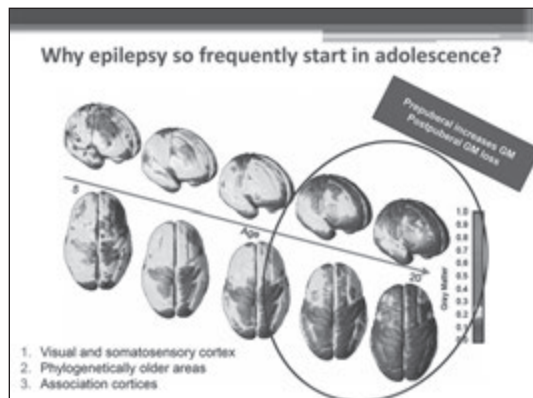 Why epilepsy so frequently start in adolescence?
Prepuberal increases GM
Postpuberal GM loss
5
Age
20
1.0
0.9
0.8
0.7
0.6
0.5
0.4
0.3
0.2
Gray Matter
1. Visual and somatosensory cortex
2. Phylogenetically older areas
3. Association cortices